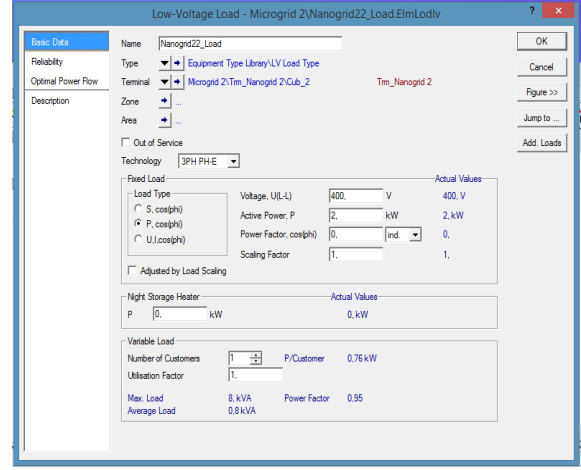 Low-Voltage Load - Microgrid 2\Nanogrid22_Load.ElmLodlv
?
×
Basic Data
Reliability
Optimal Power Flow
Description
Name Nanogrid22_Load
Type Equipment Type Library\LV Load Type
Terminal Microgrid 2\Trm_Nanogrid 2\Cub_2 Trm_Nanogrid 2
Zone ...
Area ...
Out of Service
Technology 3PH PH-E
Fixed Load Actual Values
Load Type
S, cos(phi)
P, cos(phi)
U,I,cos(phi)
Voltage, U(L-L) 400, V 400, V
Active Power, P 2, kW 2, kW
Power Factor, cos(phi) 0, ind. 0,
Scaling Factor 1, 1,
Adjusted by Load Scaling
Night Storage Heater Actual Values
P 0, kW 0, kW
Variable Load
Number of Customers 1 P/Customer 0,76 kW
Utilisation Factor 1,
Max. Load 8, kVA Power Factor 0,95
Average Load 0,8 kVA
OK
Cancel
Figure >>
Jump to ...
Add. Loads